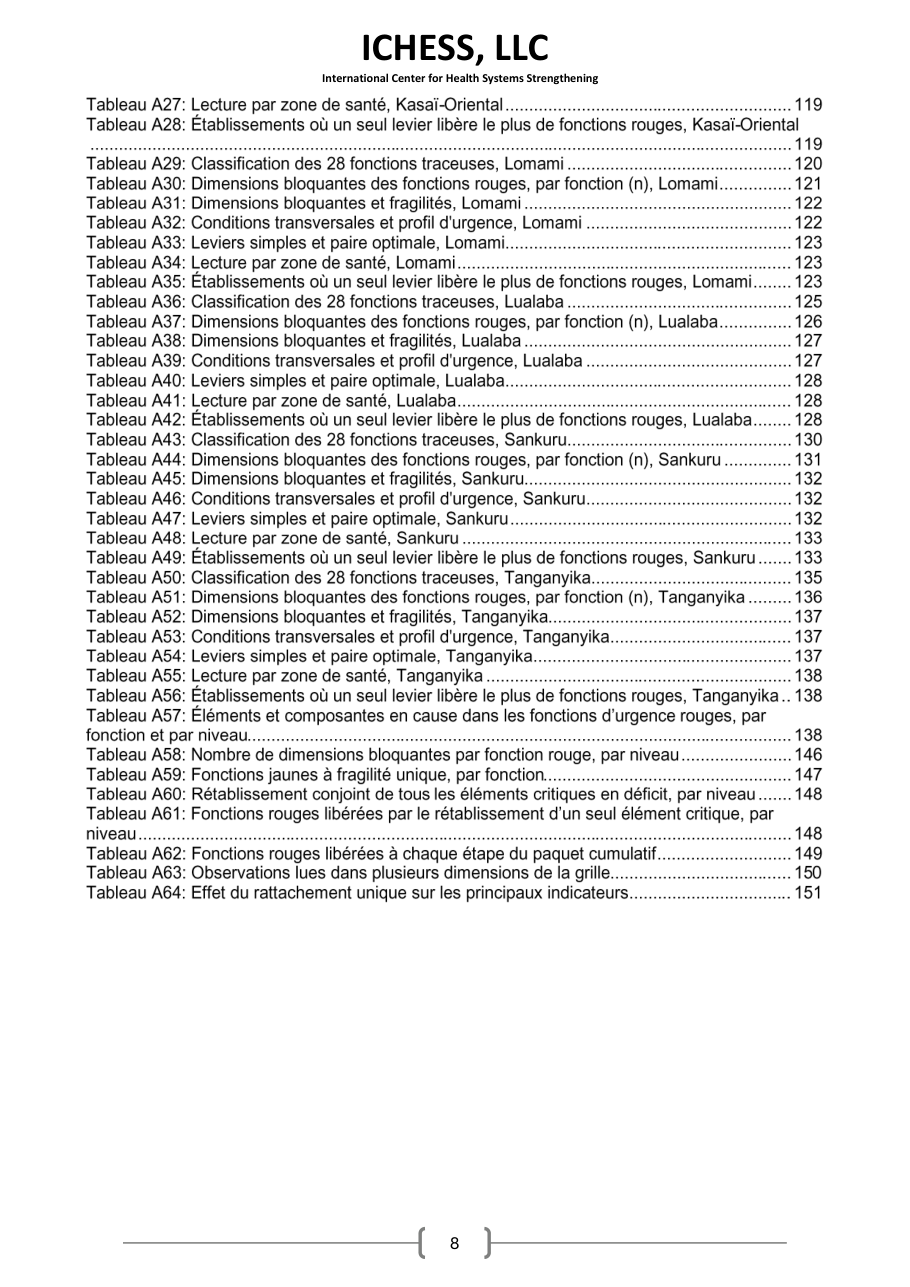 ICHESS, LLC
International Center for Health Systems Strengthening
Tableau A27: Lecture par zone de santé, Kasaï-Oriental ............................................................ 119
Tableau A28: Établissements où un seul levier libère le plus de fonctions rouges, Kasaï-Oriental
.................................................................................................................................................... 119
Tableau A29: Classification des 28 fonctions traceuses, Lomami ............................................... 120
Tableau A30: Dimensions bloquantes des fonctions rouges, par fonction (n), Lomami ............... 121
Tableau A31: Dimensions bloquantes et fragilités, Lomami ........................................................ 122
Tableau A32: Conditions transversales et profil d'urgence, Lomami ........................................... 122
Tableau A33: Leviers simples et paire optimale, Lomami............................................................ 123
Tableau A34: Lecture par zone de santé, Lomami ...................................................................... 123
Tableau A35: Établissements où un seul levier libère le plus de fonctions rouges, Lomami ........ 123
Tableau A36: Classification des 28 fonctions traceuses, Lualaba ............................................... 125
Tableau A37: Dimensions bloquantes des fonctions rouges, par fonction (n), Lualaba ............... 126
Tableau A38: Dimensions bloquantes et fragilités, Lualaba ........................................................ 127
Tableau A39: Conditions transversales et profil d'urgence, Lualaba ........................................... 127
Tableau A40: Leviers simples et paire optimale, Lualaba............................................................ 128
Tableau A41: Lecture par zone de santé, Lualaba ...................................................................... 128
Tableau A42: Établissements où un seul levier libère le plus de fonctions rouges, Lualaba ........ 128
Tableau A43: Classification des 28 fonctions traceuses, Sankuru............................................... 130
Tableau A44: Dimensions bloquantes des fonctions rouges, par fonction (n), Sankuru .............. 131
Tableau A45: Dimensions bloquantes et fragilités, Sankuru........................................................ 132
Tableau A46: Conditions transversales et profil d'urgence, Sankuru........................................... 132
Tableau A47: Leviers simples et paire optimale, Sankuru ........................................................... 132
Tableau A48: Lecture par zone de santé, Sankuru ..................................................................... 133
Tableau A49: Établissements où un seul levier libère le plus de fonctions rouges, Sankuru ....... 133
Tableau A50: Classification des 28 fonctions traceuses, Tanganyika.......................................... 135
Tableau A51: Dimensions bloquantes des fonctions rouges, par fonction (n), Tanganyika ......... 136
Tableau A52: Dimensions bloquantes et fragilités, Tanganyika................................................... 137
Tableau A53: Conditions transversales et profil d'urgence, Tanganyika...................................... 137
Tableau A54: Leviers simples et paire optimale, Tanganyika...................................................... 137
Tableau A55: Lecture par zone de santé, Tanganyika ................................................................ 138
Tableau A56: Établissements où un seul levier libère le plus de fonctions rouges, Tanganyika .. 138
Tableau A57: Éléments et composantes en cause dans les fonctions d’urgence rouges, par
fonction et par niveau.................................................................................................................. 138
Tableau A58: Nombre de dimensions bloquantes par fonction rouge, par niveau ....................... 146
Tableau A59: Fonctions jaunes à fragilité unique, par fonction.................................................... 147
Tableau A60: Rétablissement conjoint de tous les éléments critiques en déficit, par niveau ....... 148
Tableau A61: Fonctions rouges libérées par le rétablissement d’un seul élément critique, par
niveau ......................................................................................................................................... 148
Tableau A62: Fonctions rouges libérées à chaque étape du paquet cumulatif............................ 149
Tableau A63: Observations lues dans plusieurs dimensions de la grille...................................... 150
Tableau A64: Effet du rattachement unique sur les principaux indicateurs.................................. 151
8